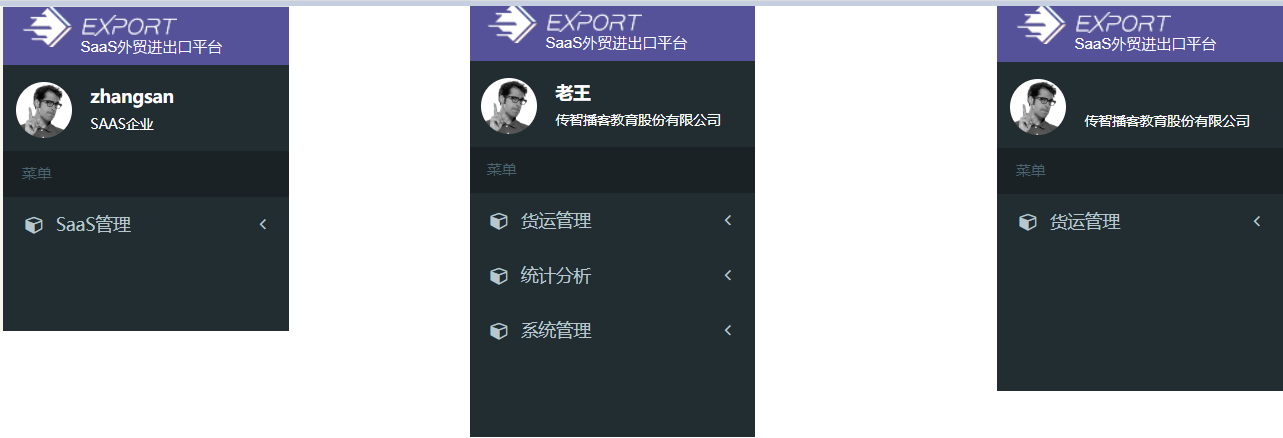 EXPORT
SaaS外贸进出口平台
zhangsan
SAAS企业
菜单
SaaS管理
EXPORT
SaaS外贸进出口平台
老王
传智播客教育股份有限公司
菜单
货运管理
统计分析
系统管理
EXPORT
SaaS外贸进出口平台
传智播客教育股份有限公司
菜单
货运管理